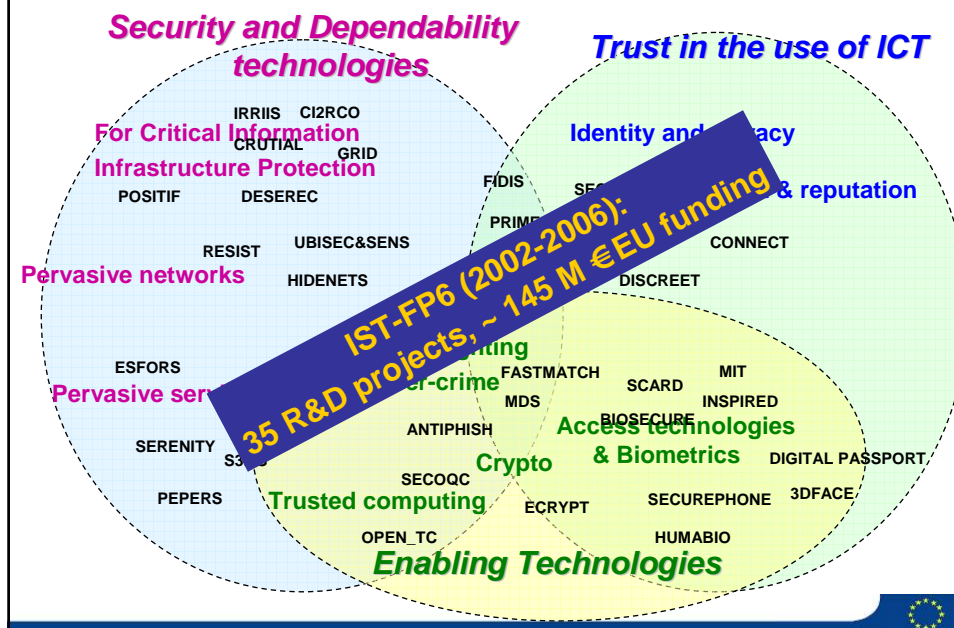 Security and Dependability
technologies
Trust in the use of ICT
IRRIIS
CI2RCO
For Critical Information
CRUTIAL
GRID
Infrastructure Protection
POSITIF
DESEREC
Identity and
FIDIS
& reputation
PRIME
RESIST
UBISEC&SENS
CONNECT
Pervasive networks
HIDENETS
DISCREET
IST-FP6 (2002-2006):
35 R&D projects, ~ 145 M €EU funding
ESFORS
Pervasive
FASTMATCH
SCARD
MIT
MDS
INSPIRED
ANTIPHISH
BIOSECURE
Access technologies
& Biometrics
SERENITY
Crypto
DIGITAL PASSPORT
SECOQC
PEPERS
Trusted computing
ECRYPT
SECUREPHONE
3DFACE
OPEN_TC
HUMABIO
Enabling Technologies